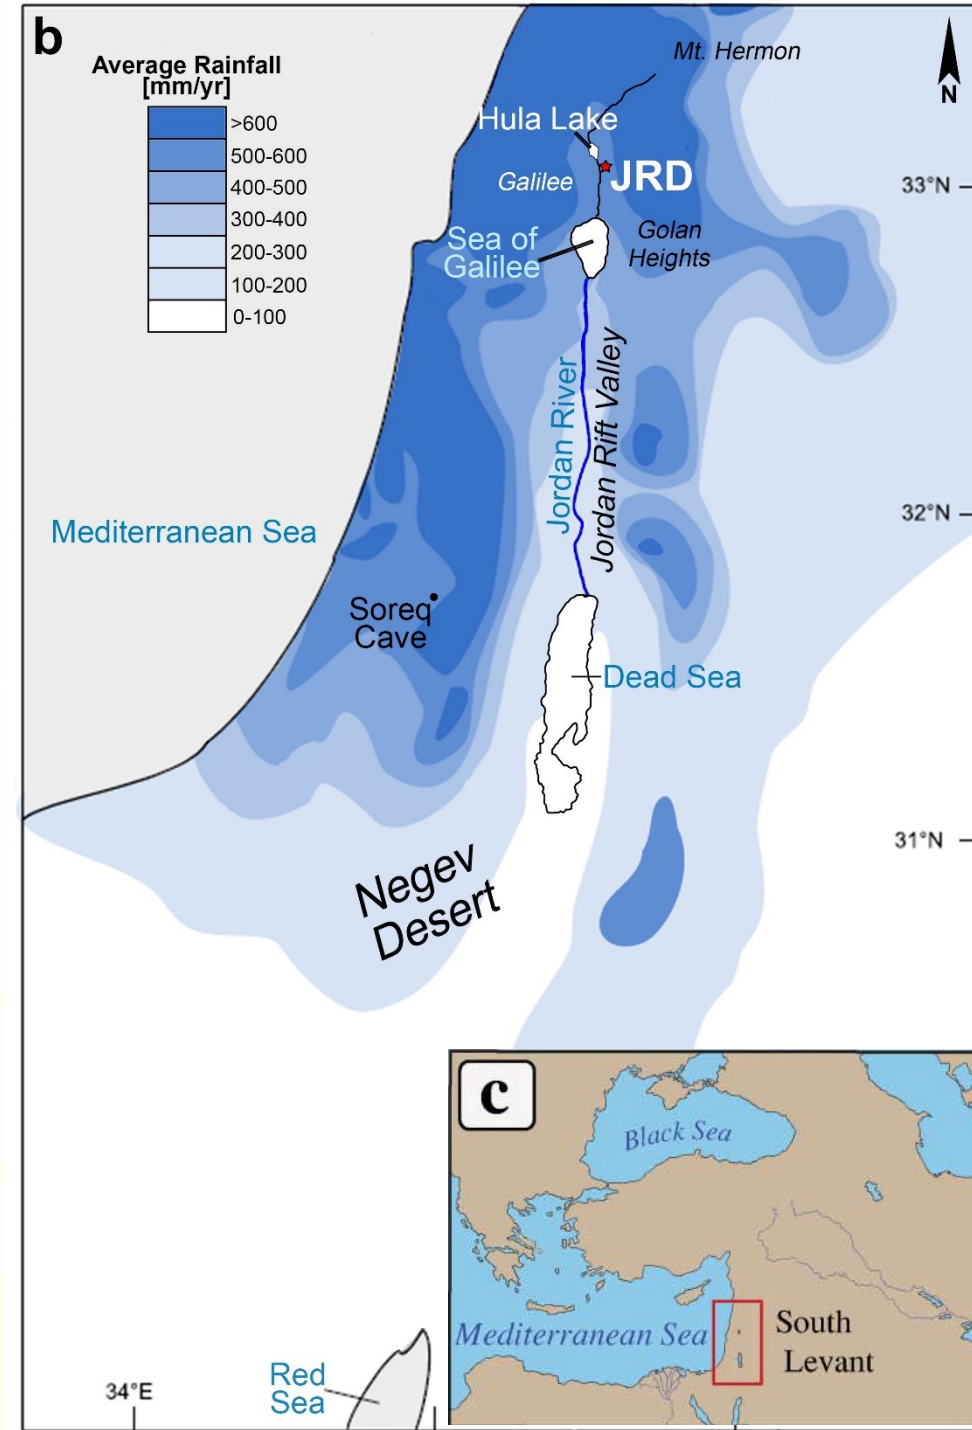 b
Average Rainfall
[mm/yr]
>600
500-600
400-500
300-400
200-300
100-200
0-100
Mt. Hermon
N
Hula Lake
JRD
Galilee
33°N
Sea of
Galilee
Golan
Heights
Jordan River
Jordan Rift Valley
32°N
Mediterranean Sea
Soreq
Cave
Dead Sea
31°N
Negev
Desert
c
Black Sea
Mediterranean Sea
South
Levant
Red
Sea
34°E